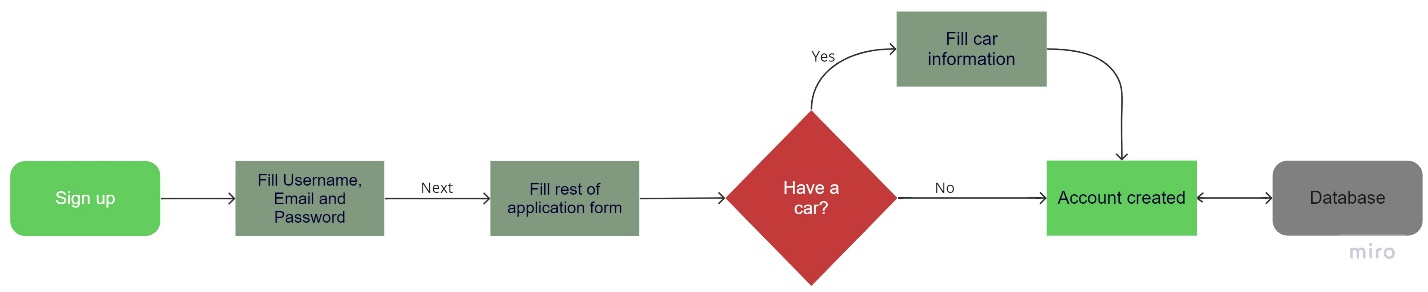 Sign up
Fill Username,
Email and
Password
Next
Fill rest of
application form
Have a
car?
Yes
Fill car
information
No
Account created
Database
miro